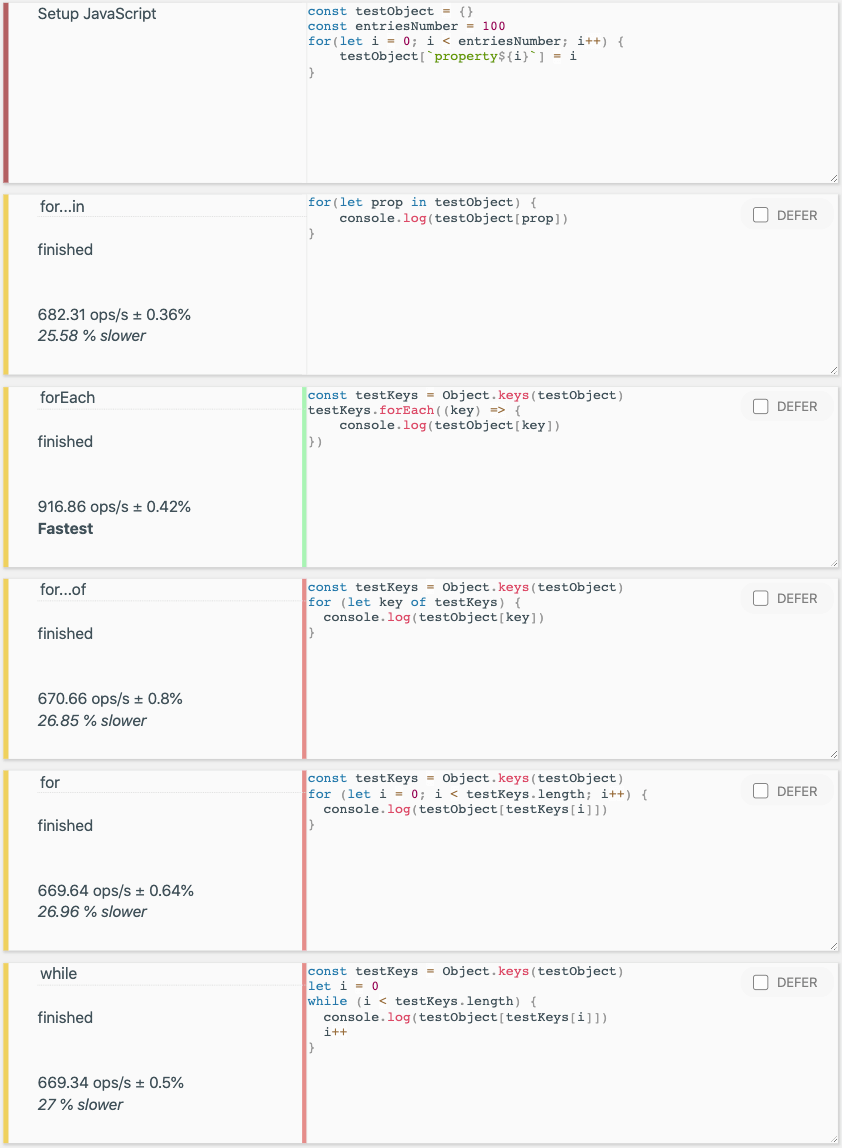 Setup JavaScript
const testObject = {}
const entriesNumber = 100
for(let i = 0; i < entriesNumber; i++) {
    testObject[`property${i}`] = i
}
for...in
finished
682.31 ops/s ± 0.36%
25.58 % slower
for(let prop in testObject) {
    console.log(testObject[prop])
}
DEFER
forEach
finished
916.86 ops/s ± 0.42%
Fastest
const testKeys = Object.keys(testObject)
testKeys.forEach((key) => {
    console.log(testObject[key])
})
DEFER
for...of
finished
670.66 ops/s ± 0.8%
26.85 % slower
const testKeys = Object.keys(testObject)
for (let key of testKeys) {
  console.log(testObject[key])
}
DEFER
for
finished
669.64 ops/s ± 0.64%
26.96 % slower
const testKeys = Object.keys(testObject)
for (let i = 0; i < testKeys.length; i++) {
  console.log(testObject[testKeys[i]])
}
DEFER
while
finished
669.34 ops/s ± 0.5%
27 % slower
const testKeys = Object.keys(testObject)
let i = 0
while (i < testKeys.length) {
  console.log(testObject[testKeys[i]])
  i++
}
DEFER